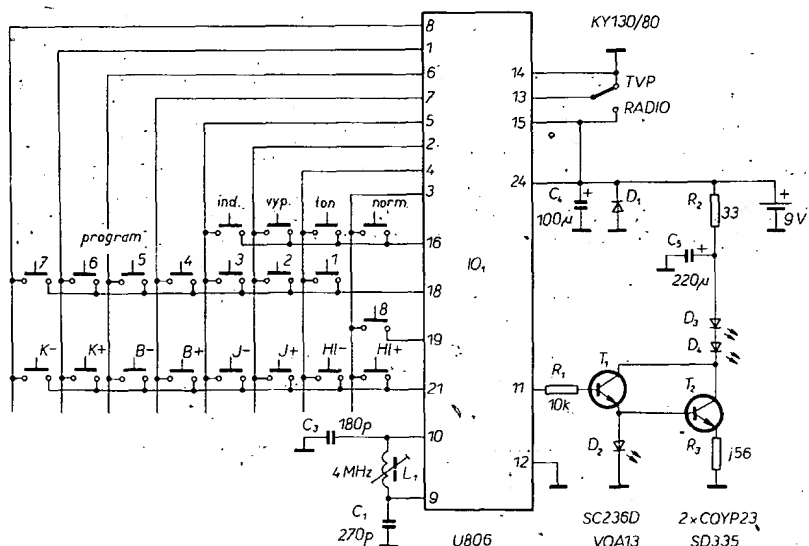 KY130/80
8
1
6
7
5
2
4
3
14
13
TVP
RADIO
15
24
C4
100µ
D1
R2
33
9V
C5
220µ
ind.
vyp.
ton
norm.
16
IO1
program
7
6
5
4
3
2
1
18
8
19
K-
K+
B-
B+
J-
J+
Hl-
Hl+
21
D3
D4
T1
T2
R1
10k
11
D2
R3
j56
C3
180p
10
4MHz
L1
9
12
C1
270p
U806
SC236D
2×COYP23
VQA13
SD335